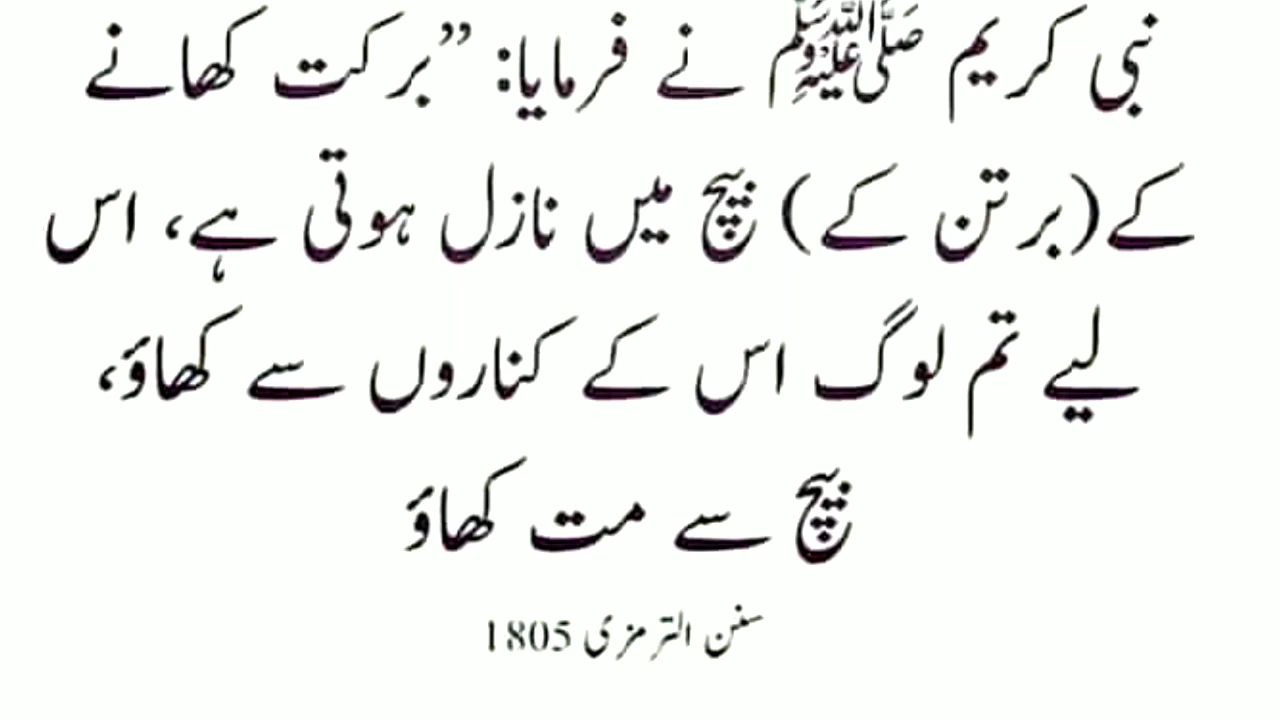 نبی کریم ﷺ نے فرمایا: ”برکت کھانے
کے (برتن کے) بیچ میں نازل ہوتی ہے، اس
لیے تم لوگ اس کے کناروں سے کھاؤ،
بیچ سے مت کھاؤ
سنن الترمزی 1805